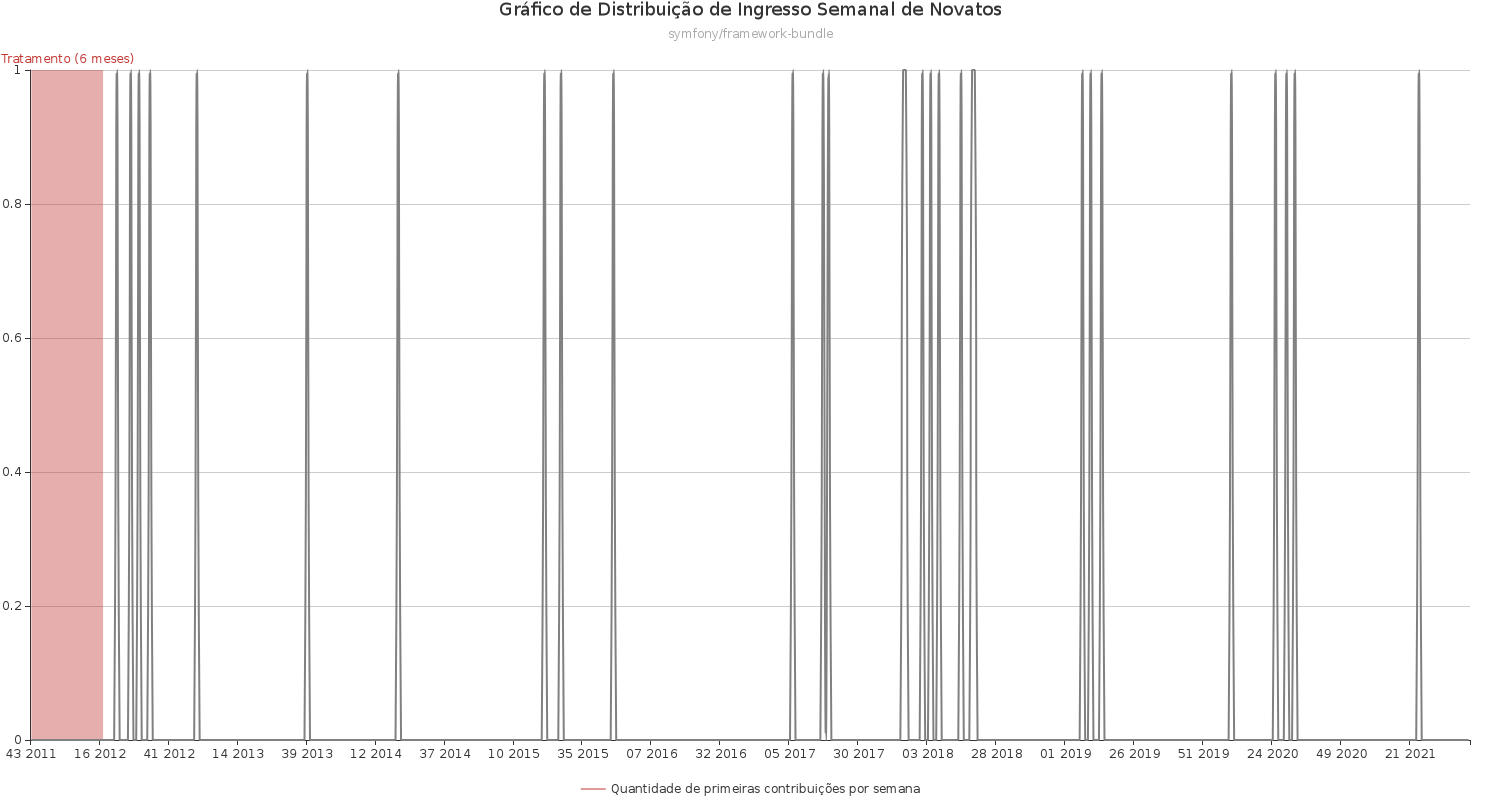 Gráfico de Distribuição de Ingresso Semanal de Novatos
symfony/framework-bundle
Tratamento (6 meses)
1
0.8
0.6
0.4
0.2
0
43 2011 16 2012 41 2012 14 2013 39 2013 12 2014 37 2014 10 2015 35 2015 07 2016 32 2016 05 2017 30 2017 03 2018 28 2018 01 2019 26 2019 51 2019 24 2020 49 2020 21 2021
Quantidade de primeiras contribuições por semana